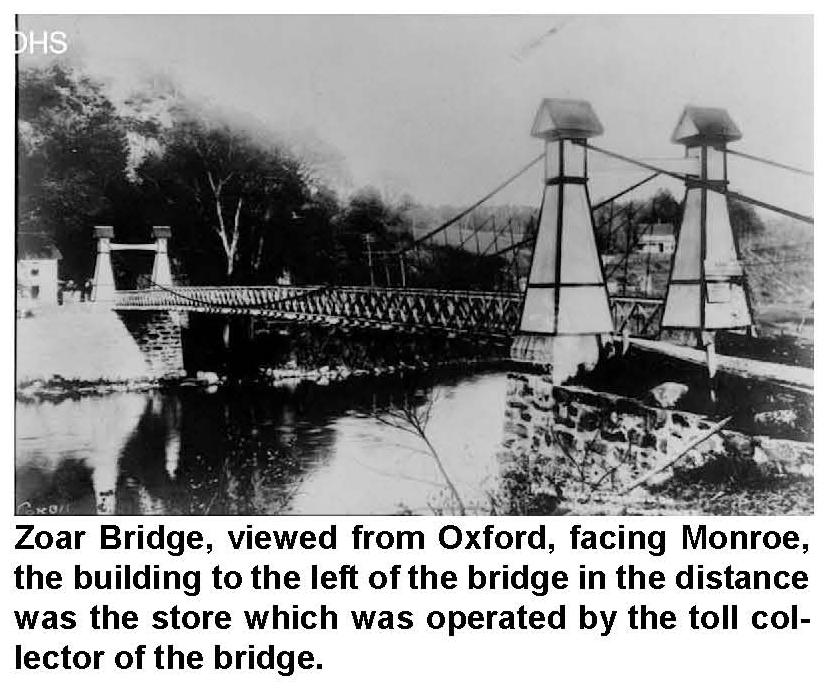 OHS
Zoar Bridge, viewed from Oxford, facing Monroe,
the building to the left of the bridge in the distance
was the store which was operated by the toll col-
lector of the bridge.